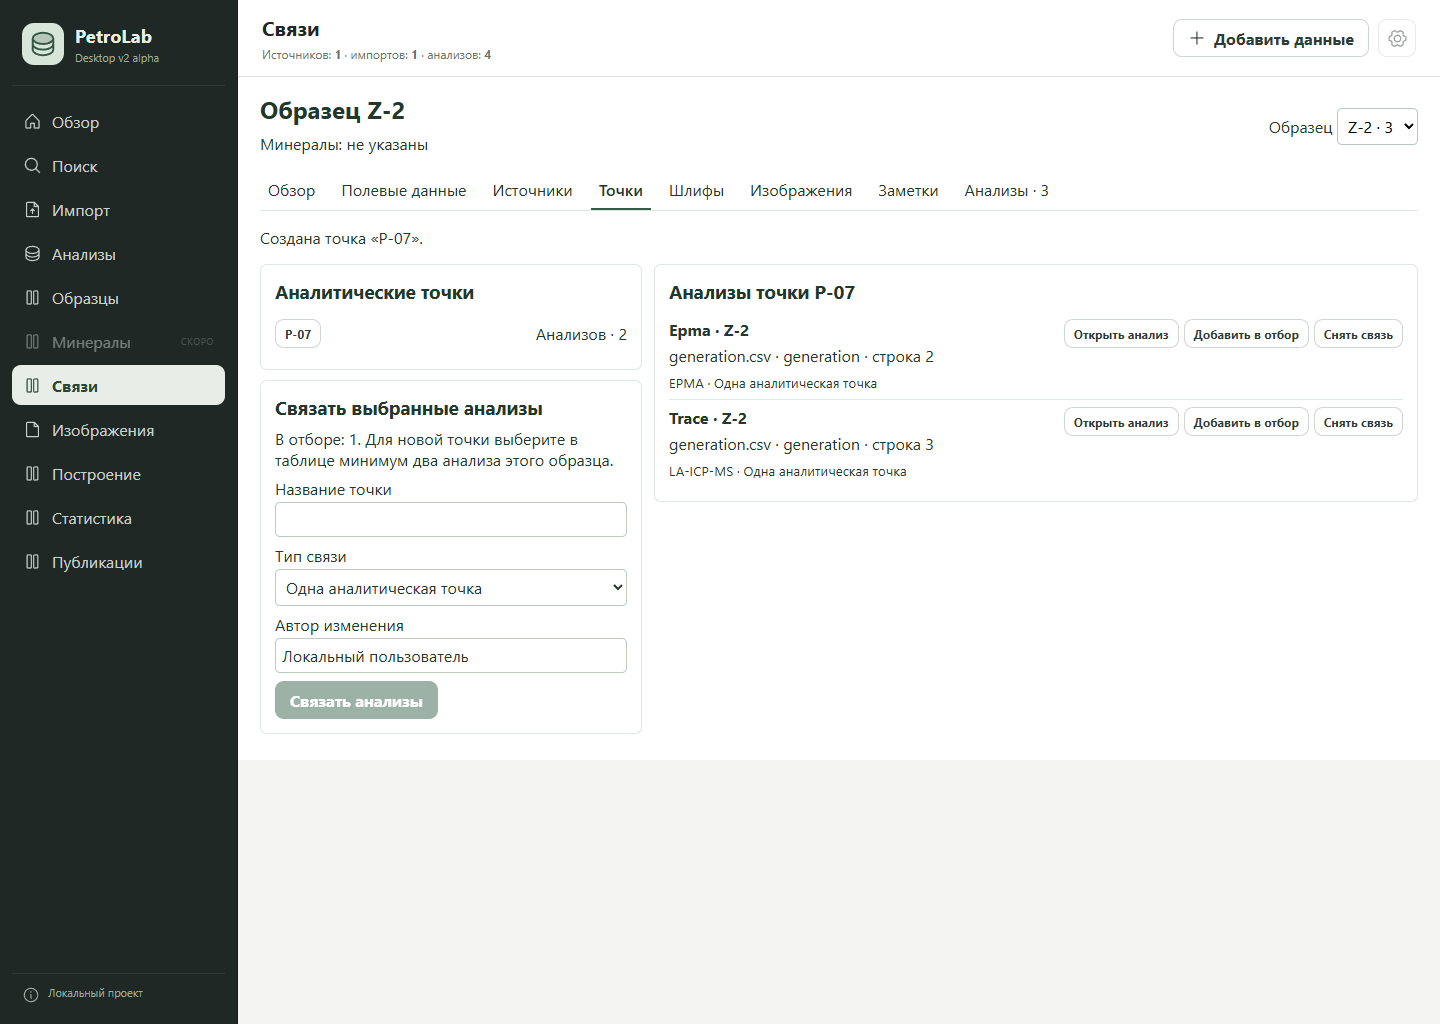 PetroLab
Desktop v2 alpha
Обзор
Поиск
Импорт
Анализы
Образцы
Минералы СКОРО
Связи
Изображения
Построение
Статистика
Публикации
Локальный проект
Связи
Источников: 1 · импортов: 1 · анализов: 4
Добавить данные
Образец Z-2
Минералы: не указаны
Образец Z-2 · 3
Обзор Полевые данные Источники Точки Шлифы Изображения Заметки Анализы · 3
Создана точка «P-07».
Аналитические точки
P-07 Анализов · 2
Связать выбранные анализы
В отборе: 1. Для новой точки выберите в
таблице минимум два анализа этого образца.
Название точки
Тип связи
Одна аналитическая точка
Автор изменения
Локальный пользователь
Связать анализы
Анализы точки P-07
Epma · Z-2
generation.csv · generation · строка 2
EPMA · Одна аналитическая точка
Открыть анализ Добавить в отбор Снять связь
Trace · Z-2
generation.csv · generation · строка 3
LA-ICP-MS · Одна аналитическая точка
Открыть анализ Добавить в отбор Снять связь